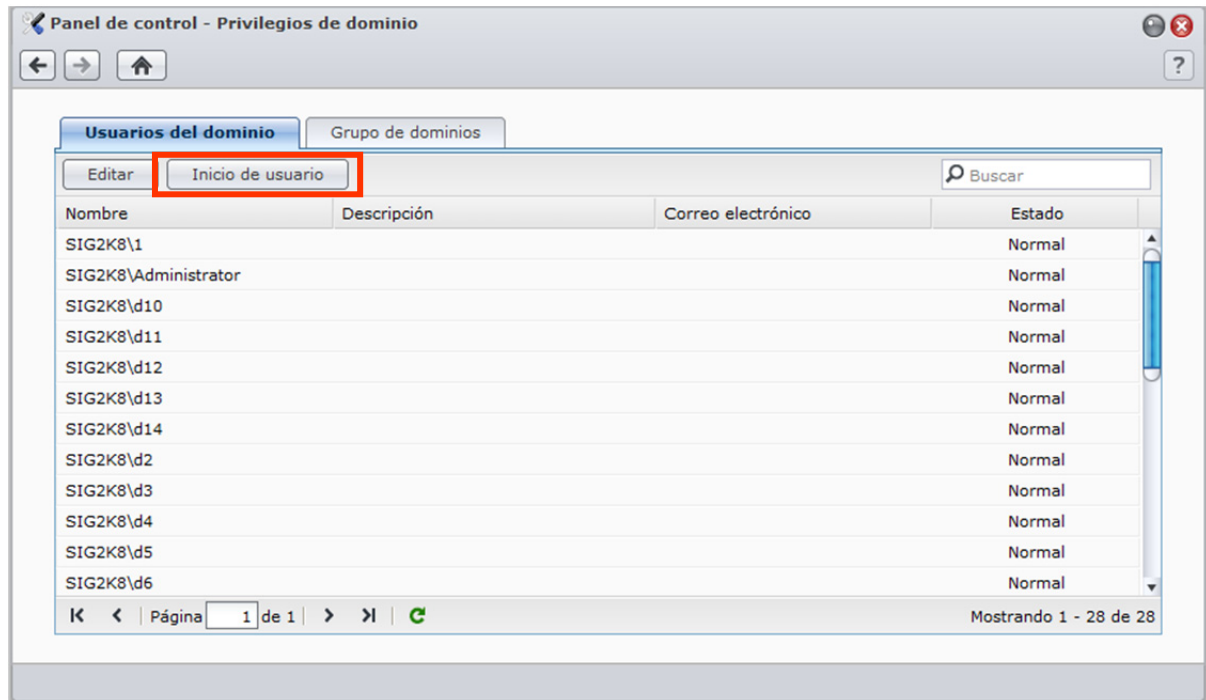 Panel de control - Privilegios de dominio
?
Usuarios del dominio Grupo de dominios
Editar Inicio de usuario Buscar
Nombre Descripción Correo electrónico Estado
SIG2K8\1 Normal
SIG2K8\Administrator Normal
SIG2K8\d10 Normal
SIG2K8\d11 Normal
SIG2K8\d12 Normal
SIG2K8\d13 Normal
SIG2K8\d14 Normal
SIG2K8\d2 Normal
SIG2K8\d3 Normal
SIG2K8\d4 Normal
SIG2K8\d5 Normal
SIG2K8\d6 Normal
Página 1 de 1 Mostrando 1 - 28 de 28